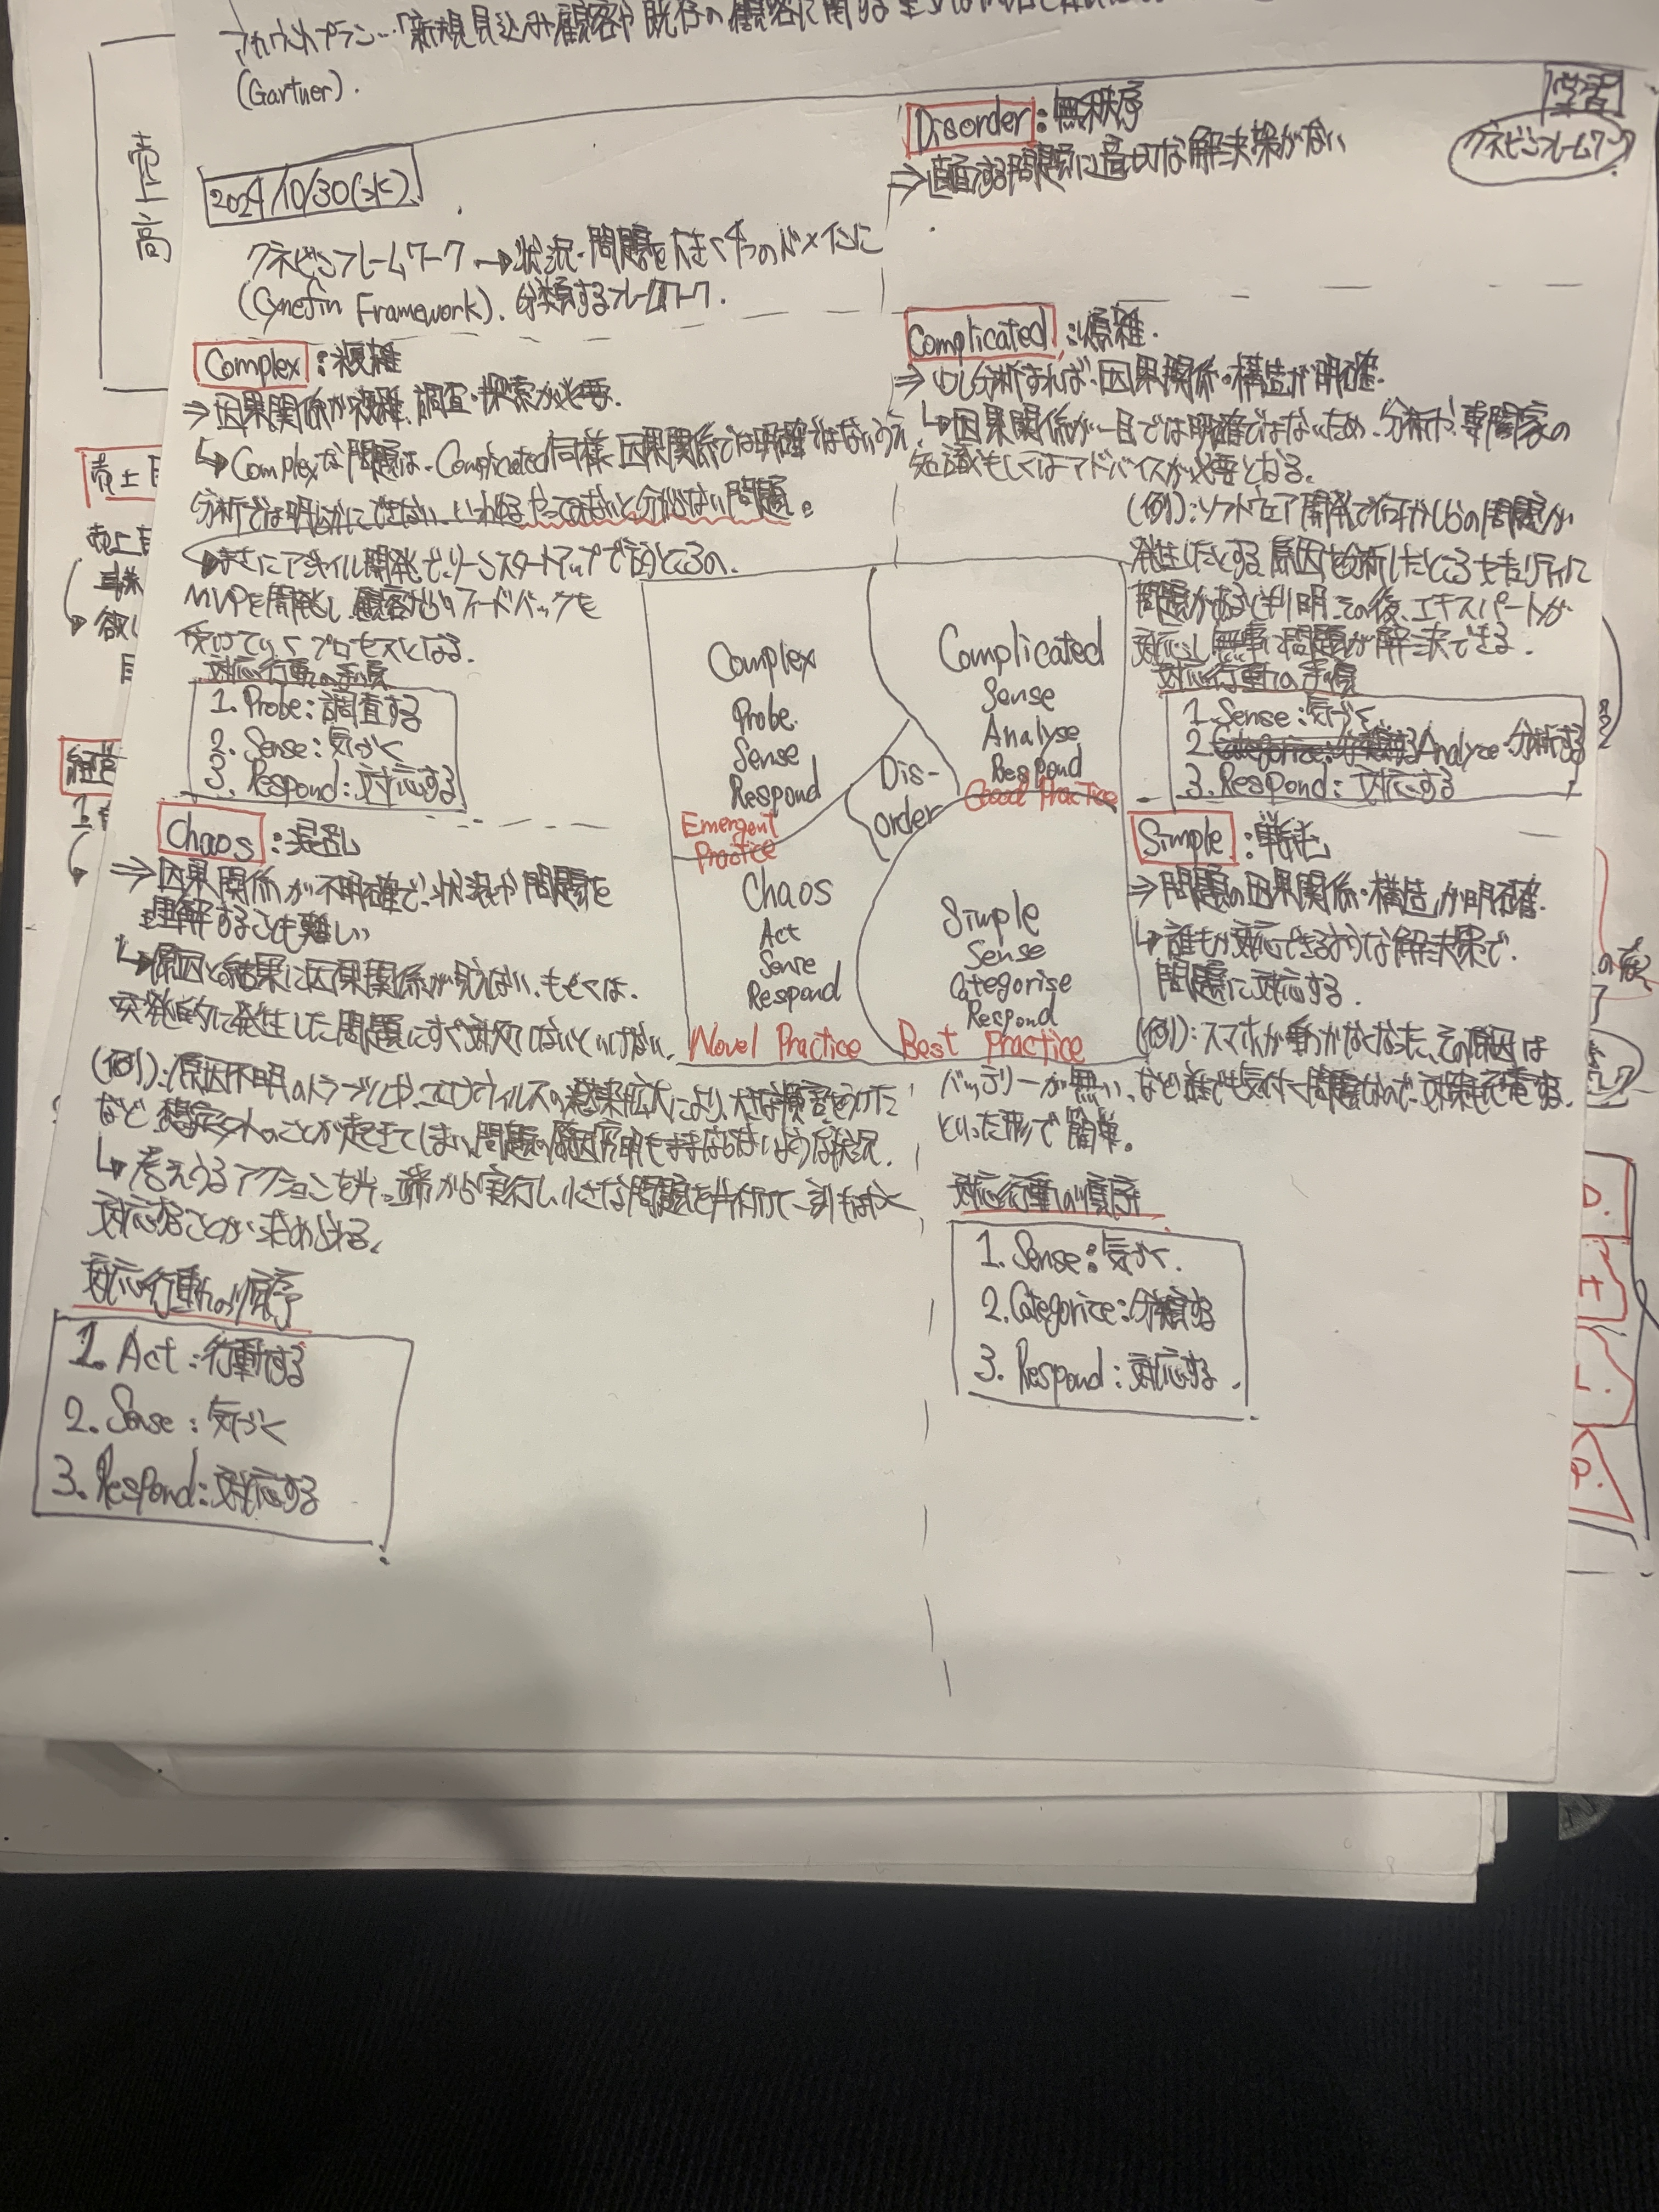 アカウントプラン…「新規見込み顧客や既存の顧客に関する
(Gartner).
学習
クネビンフレームワーク
2024/10/30(水)
クネビンフレームワーク→状況・問題を大きく4つのドメインに
(Cynefin Framework). 分類するフレームワーク.
Disorder:無秩序
⇒直面する問題に適切な解決策がない
Complex:複雑
⇒因果関係が複雑.調査・探索が必要.
↳Complexな問題は、Complicated同様、因果関係では明確ではないうえ、
分析では明らかにできない、いわゆるやってみないと分からない問題。
↳まさにアジャイル開発でリーンスタートアップで言うところの、
MVPを開発し、顧客からのフィードバックを
受けていくプロセスになる.
対応行動の手順
1. Probe:調査する
2. Sense:気づく
3. Respond:対応する
Complicated:煩雑.
⇒ 分析すれば、因果関係・構造が明確.
↳因果関係が一目では明確ではないため、分析や専門家の
知識もしくはアドバイスが必要となる.
(例):ソフトウェア開発で何かしらの問題が
発生したとする.原因を分析したところセキュリティに
問題があると判明.その後、エキスパートが
対応し無事に問題が解決できる.
対応行動の手順
1. Sense:気づく
2. Categorize:分類する Analyze:分析する
3. Respond:対応する
Complex
Probe
Sense
Respond
Emergent
Practice
Complicated
Sense
Analyse
Respond
Good Practice
Dis-
order
Chaos
Act
Sense
Respond
Novel Practice
Simple
Sense
Categorise
Respond
Best Practice
Chaos:混乱
⇒因果関係が不明確で、状況や問題を
理解することも難しい
↳原因と結果に因果関係が見えない、もしくは、
突発的に発生した問題にすぐ対処しないといけない.
(例):原因不明のトラブルや、コロナウィルスの感染拡大により、大きな損害を受けた
など、想定外のことが起きてしまい、問題の原因究明もままならないような状況.
↳考えうるアクションを片っ端から実行し、小さな問題を片付けて、一刻も早く
対応することが求められる.
対応行動の順序
1. Act:行動する
2. Sense:気づく
3. Respond:対応する
Simple:単純
⇒問題の因果関係・構造が明確.
↳誰もが対応できるような解決策で、
問題に対応する.
(例):スマホが動かなくなった、その原因は
バッテリーが無い、など誰でも気付く問題なので、対策も充電する.
といった形で簡単。
対応行動の順序
1. Sense:気づく.
2. Categorize:分類する
3. Respond:対応する.
売上高
売上